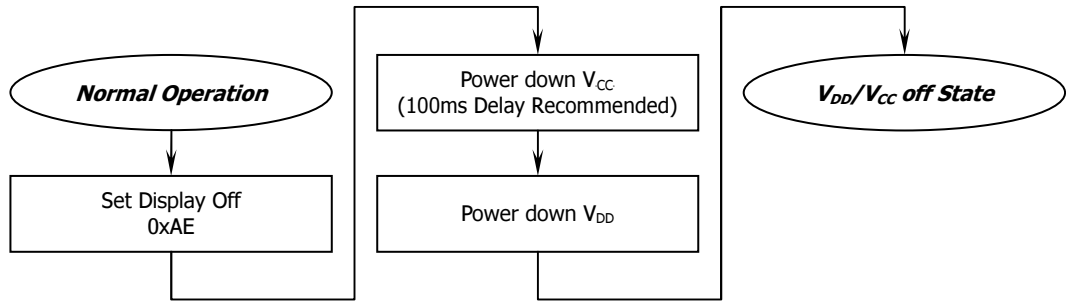 Normal Operation
Set Display Off
0xAE
Power down VCC
(100ms Delay Recommended)
Power down VDD
VDD/VCC off State